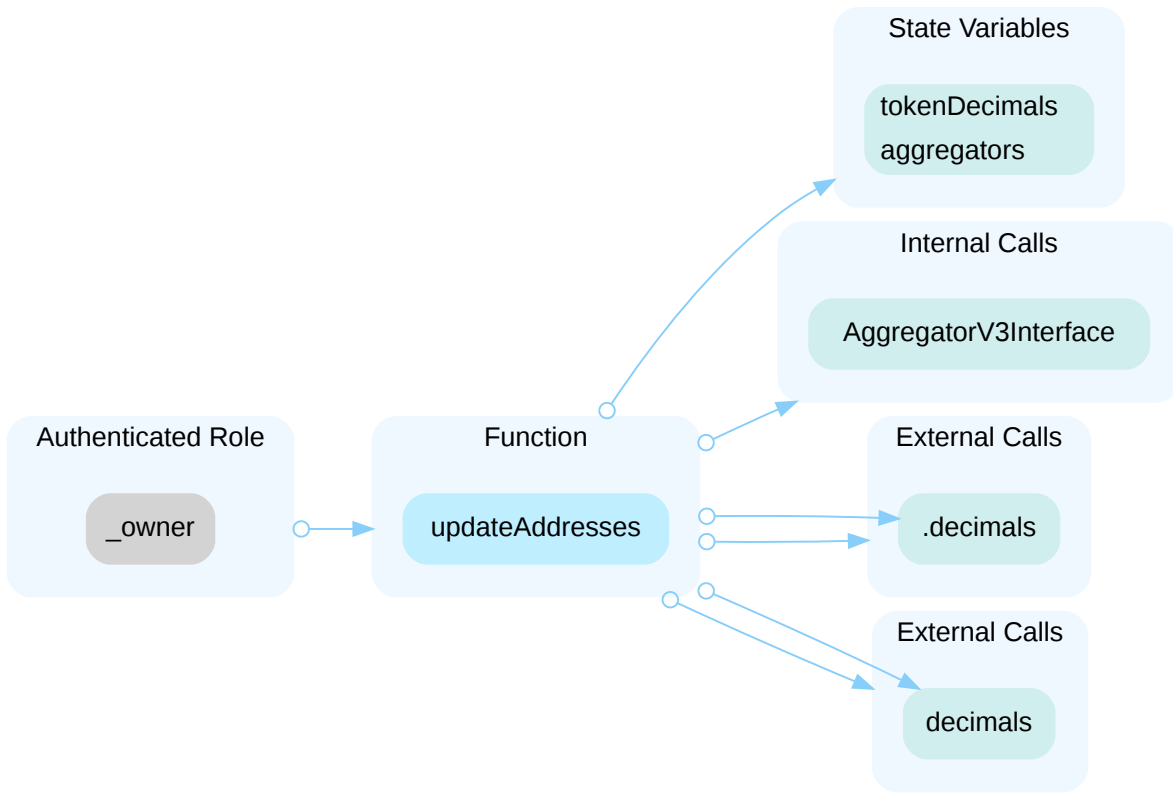 State Variables
tokenDecimals
aggregators
Internal Calls
AggregatorV3Interface
Authenticated Role
_owner
Function
updateAddresses
External Calls
.decimals
External Calls
decimals